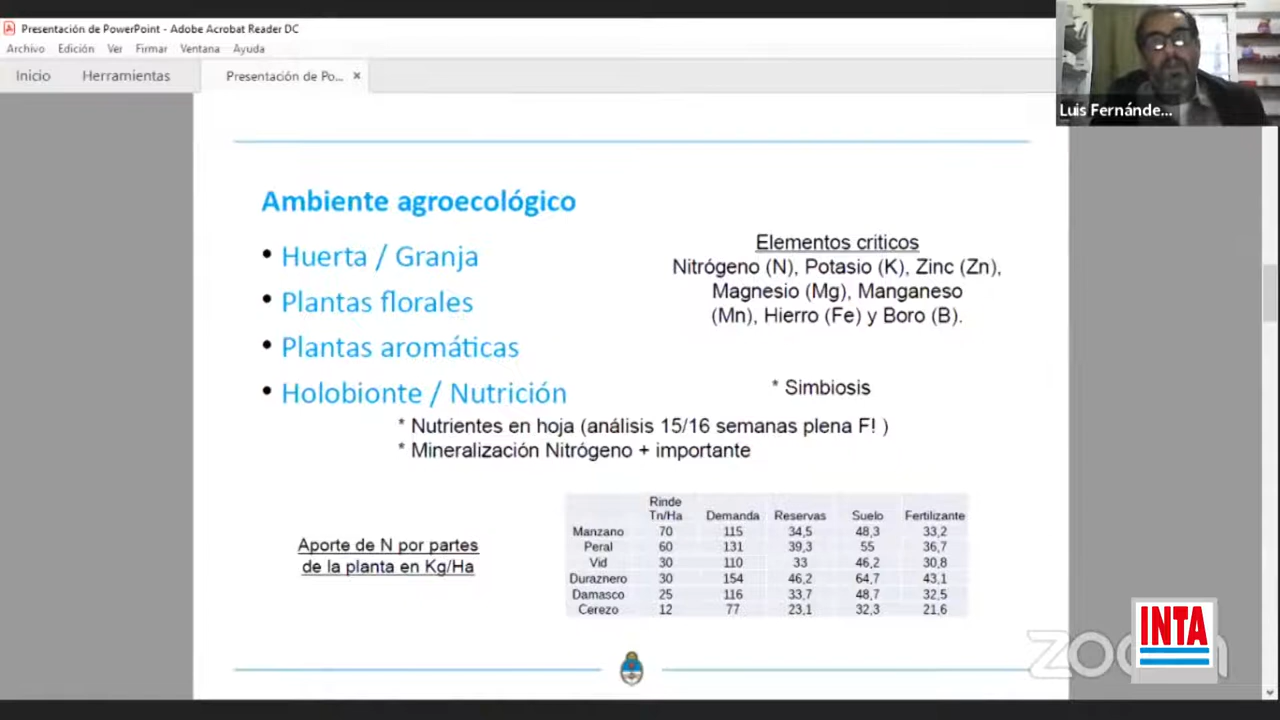 Presentación de PowerPoint - Adobe Acrobat Reader DC
Archivo Edición Ver Firmar Ventana Ayuda
Inicio Herramientas Presentación de Po... ×
Luis Fernánde...
Ambiente agroecológico
• Huerta / Granja
• Plantas florales
• Plantas aromáticas
• Holobionte / Nutrición
Elementos criticos
Nitrógeno (N), Potasio (K), Zinc (Zn),
Magnesio (Mg), Manganeso
(Mn), Hierro (Fe) y Boro (B).
* Simbiosis
* Nutrientes en hoja (análisis 15/16 semanas plena F! )
* Mineralización Nitrógeno + importante
Aporte de N por partes
de la planta en Kg/Ha
Rinde
Tn/Ha Demanda Reservas Suelo Fertilizante
Manzano 70 115 34,5 48,3 33,2
Peral 60 131 39,3 55 36,7
Vid 30 110 33 46,2 30,8
Duraznero 30 154 46,2 64,7 43,1
Damasco 25 116 33,7 48,7 32,5
Cerezo 12 77 23,1 32,3 21,6
zoom
INTA